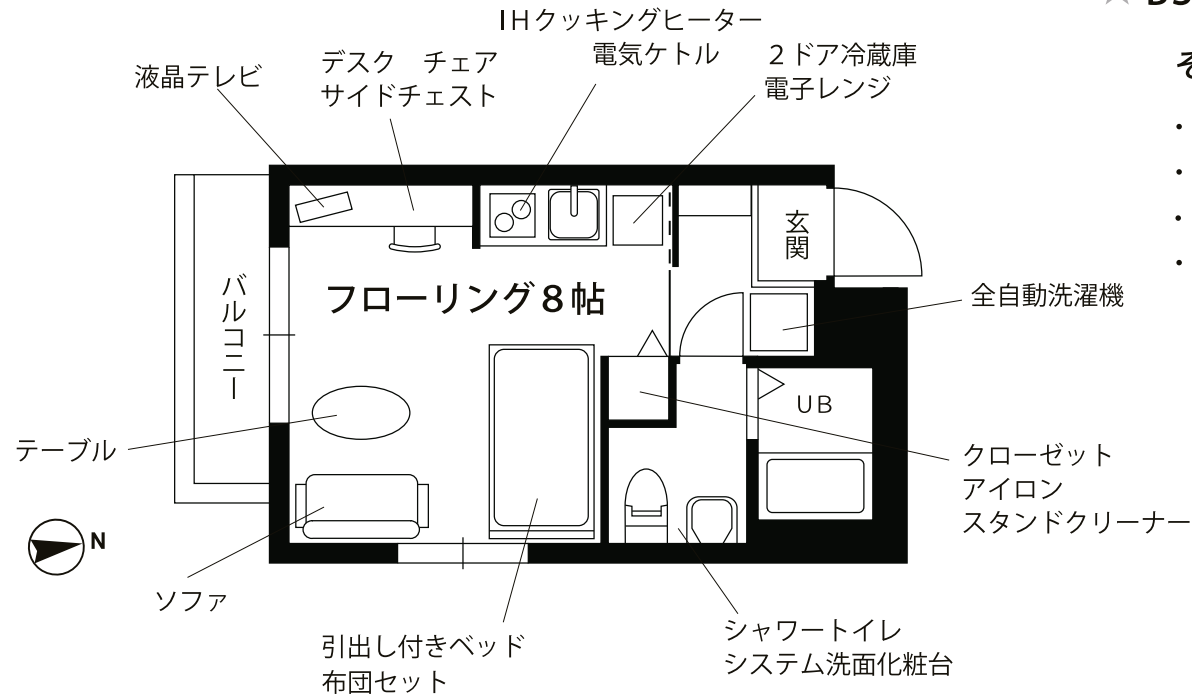 IHクッキングヒーター
電気ケトル
2ドア冷蔵庫
電子レンジ
デスク　チェア
サイドチェスト
液晶テレビ
玄関
フローリング8帖
バルコニー
全自動洗濯機
UB
テーブル
クローゼット
アイロン
スタンドクリーナー
N
ソファ
引出し付きベッド
布団セット
シャワートイレ
システム洗面化粧台